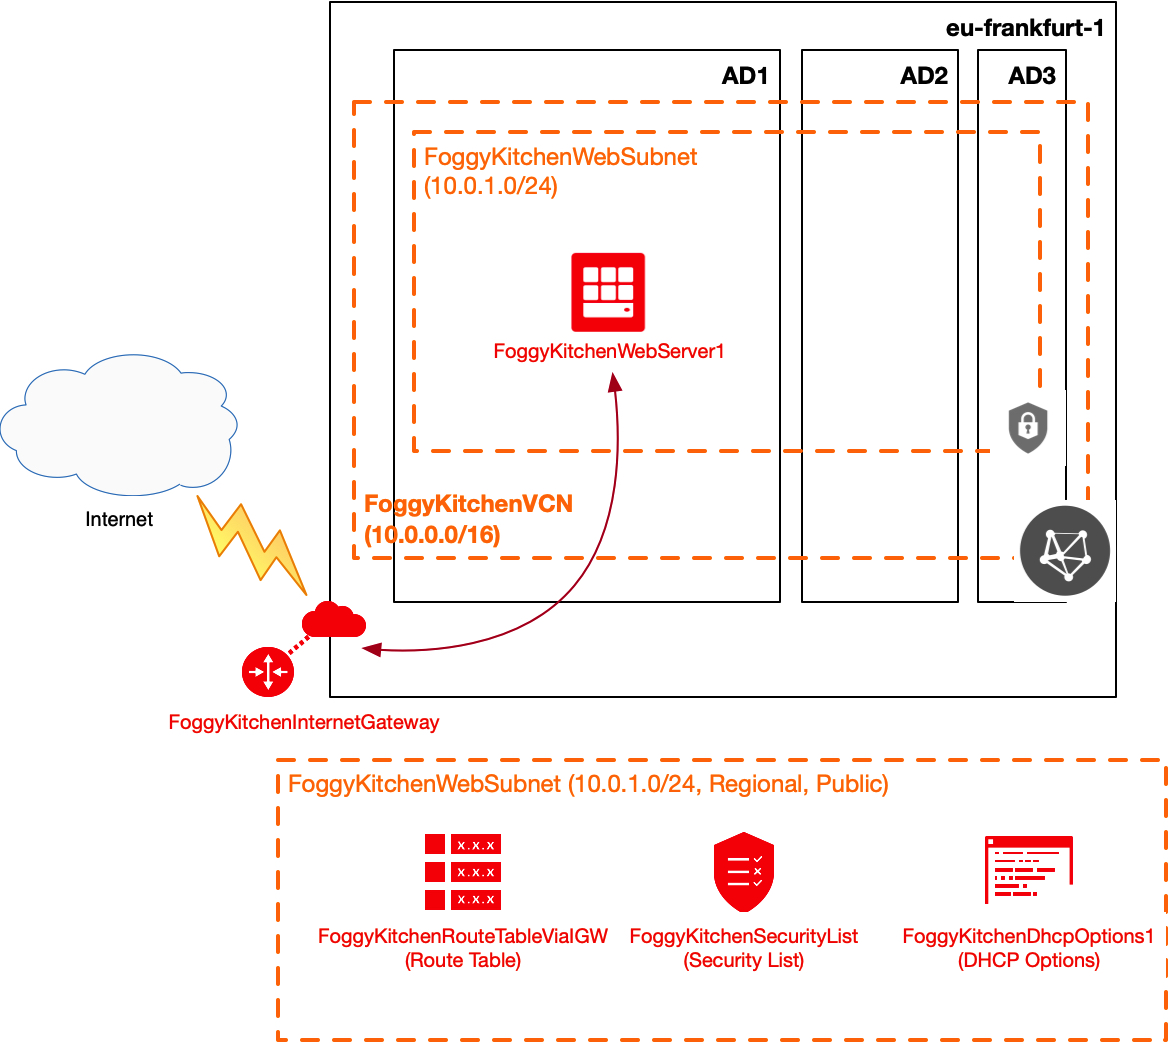 eu-frankfurt-1
AD1
AD2
AD3
FoggyKitchenWebSubnet
(10.0.1.0/24)
FoggyKitchenWebServer1
Internet
FoggyKitchenVCN
(10.0.0.0/16)
FoggyKitchenInternetGateway
FoggyKitchenWebSubnet (10.0.1.0/24, Regional, Public)
x.x.x
x.x.x
x.x.x
FoggyKitchenRouteTableViaIGW
(Route Table)
FoggyKitchenSecurityList
(Security List)
FoggyKitchenDhcpOptions1
(DHCP Options)